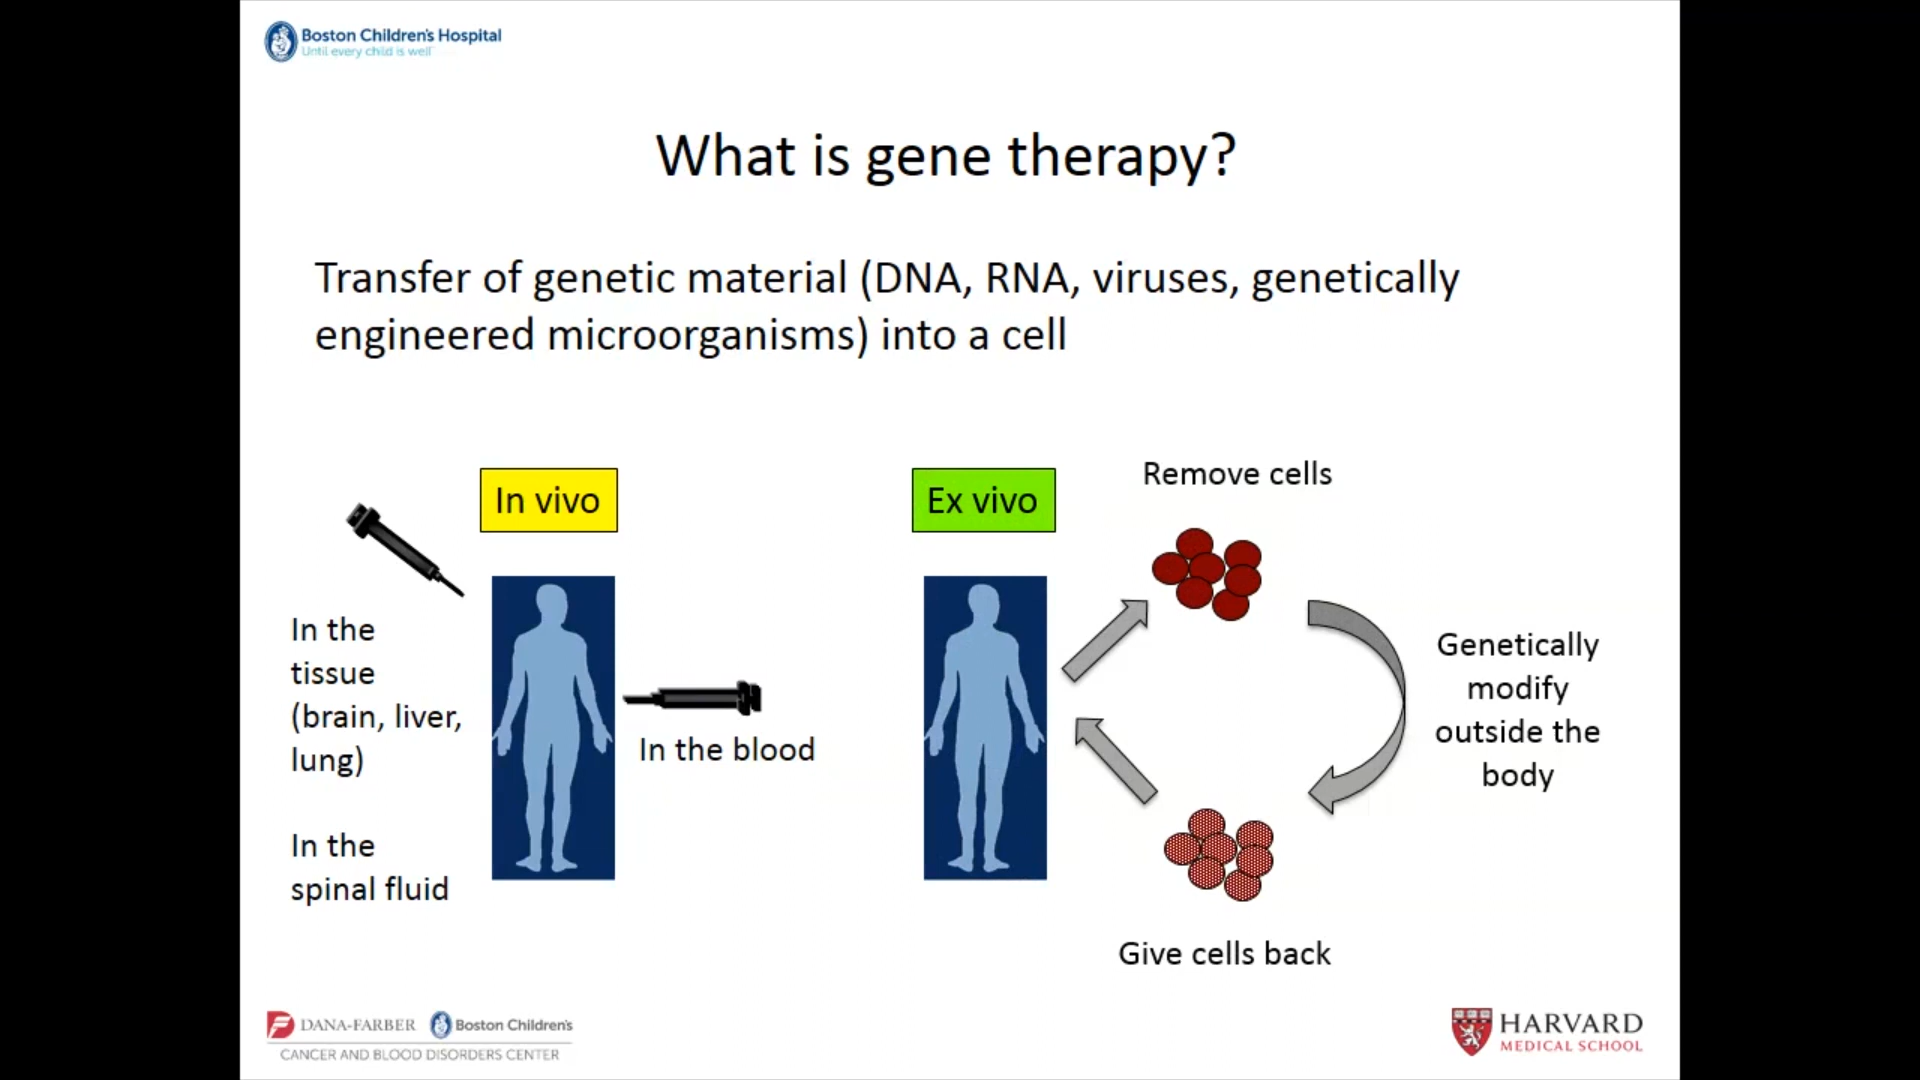 Boston Children's Hospital
Until every child is well
What is gene therapy?
Transfer of genetic material (DNA, RNA, viruses, genetically
engineered microorganisms) into a cell
In vivo
In the
tissue
(brain, liver,
lung)
In the
spinal fluid
In the blood
Ex vivo
Remove cells
Genetically
modify
outside the
body
Give cells back
DANA-FARBER
Boston Children's
CANCER AND BLOOD DISORDERS CENTER
HARVARD
MEDICAL SCHOOL